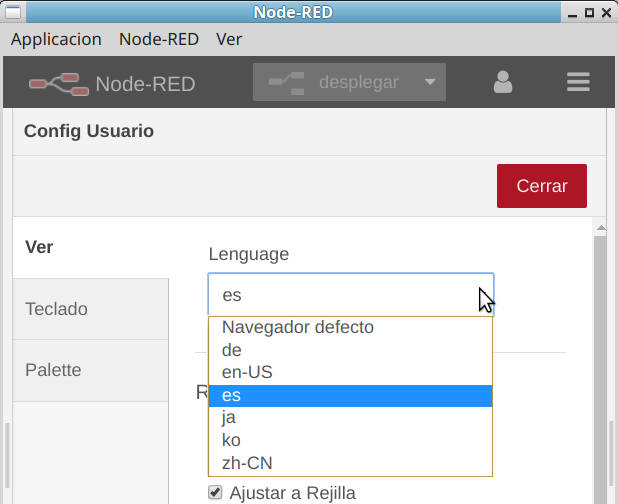 Node-RED
Applicacion Node-RED Ver
Node-RED desplegar
Config Usuario
Cerrar
Ver
Lenguage
es
Teclado
Navegador defecto
de
en-US
Palette
es
ja
ko
zh-CN
Ajustar a Rejilla